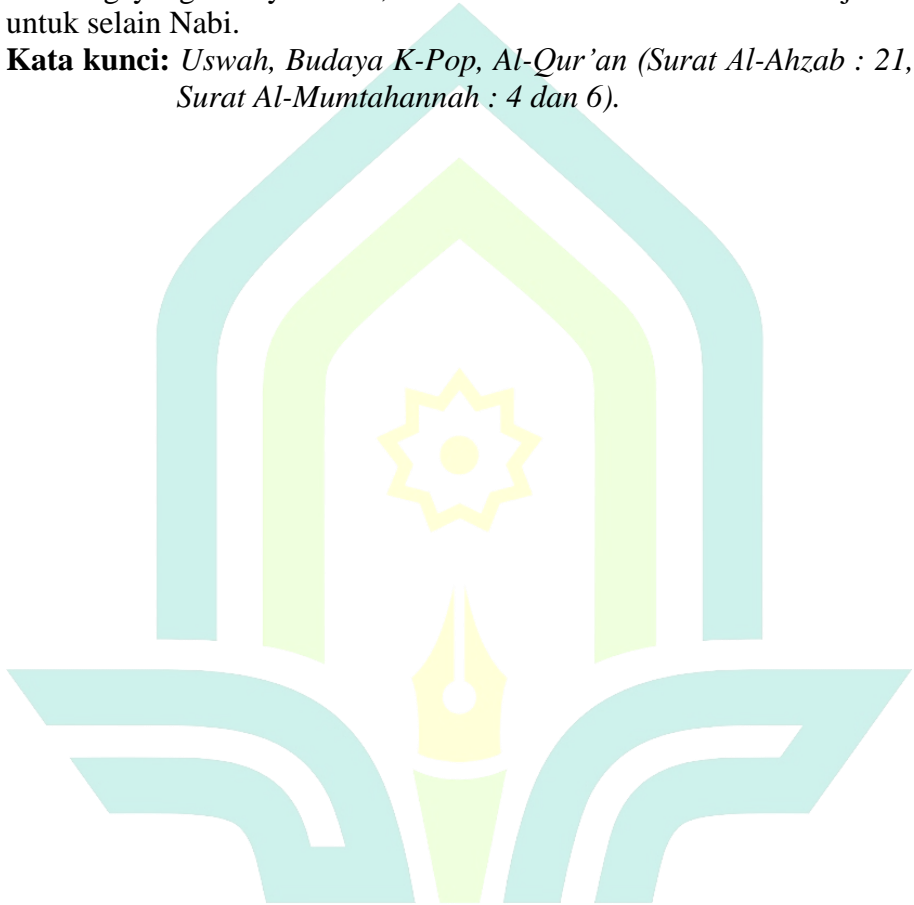 untuk selain Nabi.
Kata kunci: Uswah, Budaya K-Pop, Al-Qur'an (Surat Al-Ahzab : 21,
Surat Al-Mumtahannah : 4 dan 6).